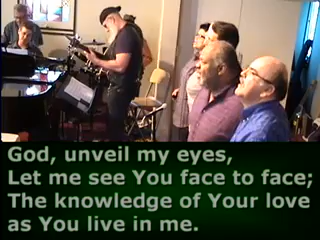 God, unveil my eyes,
Let me see You face to face;
The knowledge of Your love
as You live in me.